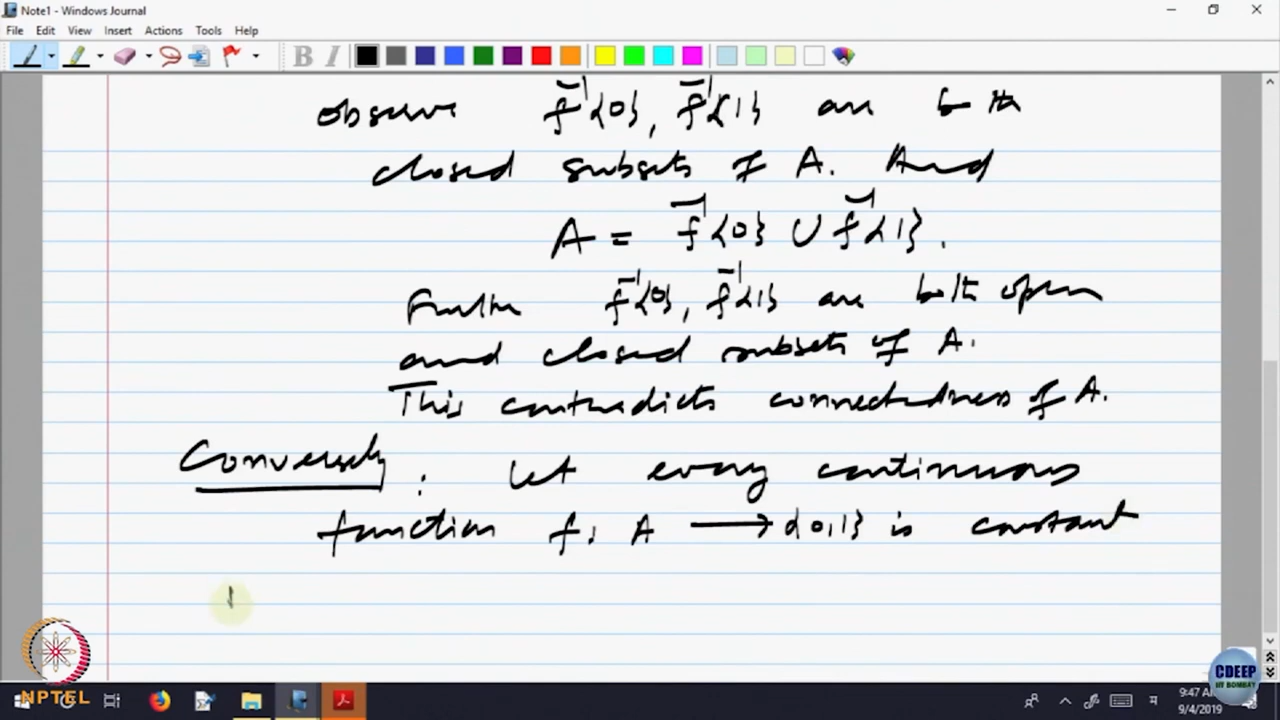 Note1 - Windows Journal
File Edit View Insert Actions Tools Help
B I
observe f⁻¹{0}, f⁻¹{1} are both
closed subsets of A. And
A = f⁻¹{0} ∪ f⁻¹{1}.
Further f⁻¹{0}, f⁻¹{1} are both open
and closed subsets of A.
This contradicts connectedness of A.
Conversely: Let every continuous
function f: A → {0,1} is constant
NPTEL
CDEEP
IIT BOMBAY
9:47 A
9/4/2019